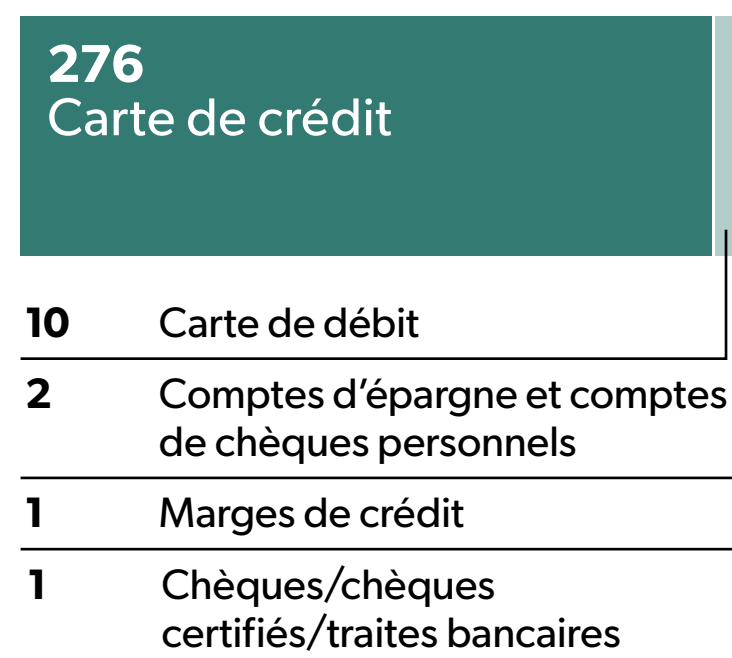 276
Carte de crédit
10 Carte de débit
2 Comptes d'épargne et comptes
de chèques personnels
1 Marges de crédit
1 Chèques/chèques
certifiés/traites bancaires